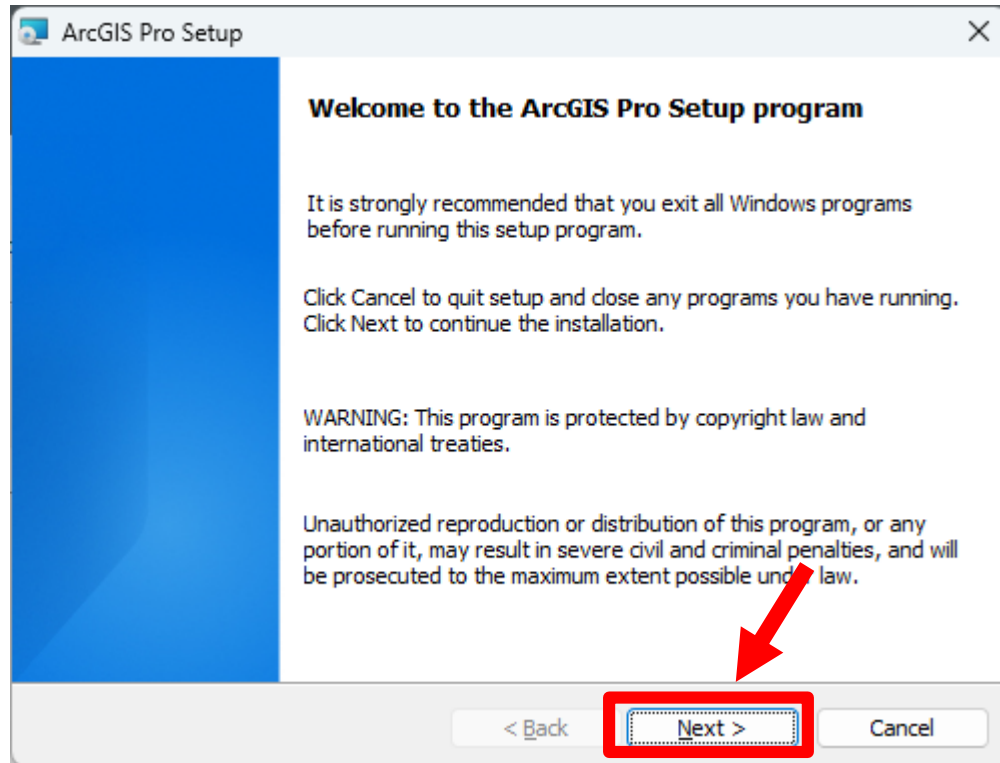 ArcGIS Pro Setup
Welcome to the ArcGIS Pro Setup program
It is strongly recommended that you exit all Windows programs
before running this setup program.
Click Cancel to quit setup and close any programs you have running.
Click Next to continue the installation.
WARNING: This program is protected by copyright law and
international treaties.
Unauthorized reproduction or distribution of this program, or any
portion of it, may result in severe civil and criminal penalties, and will
be prosecuted to the maximum extent possible under law.
< Back Next > Cancel